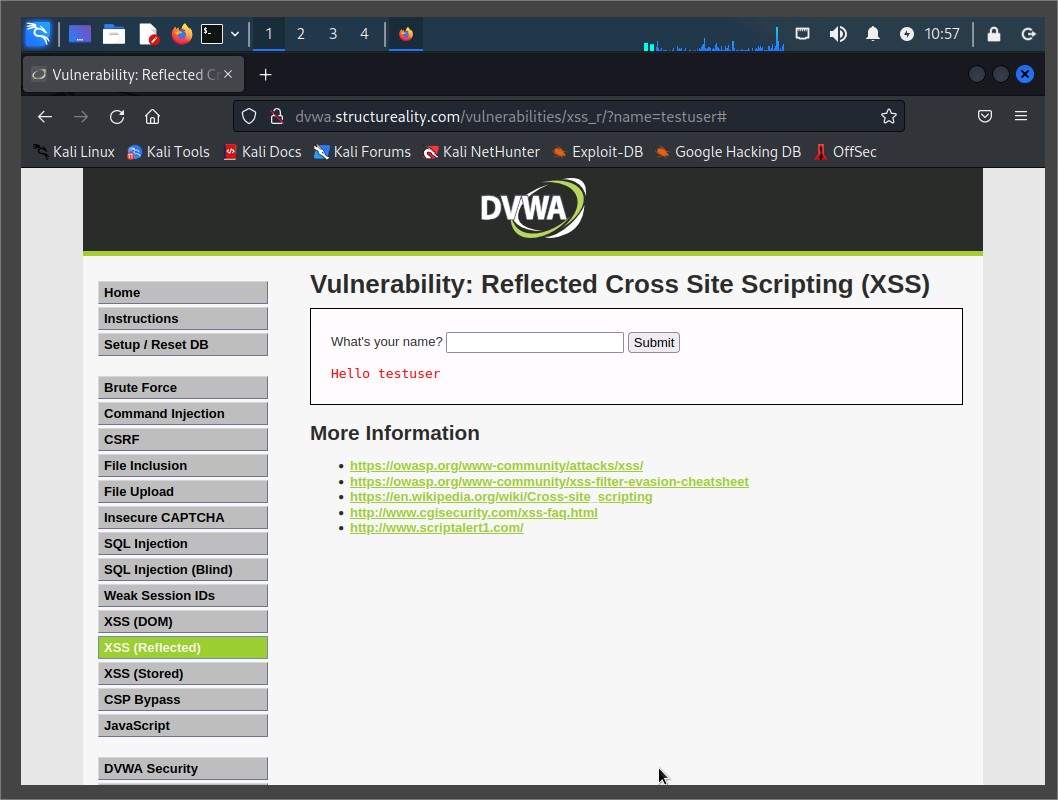 1 2 3 4 10:57
Vulnerability: Reflected Cr
dvwa.structureality.com/vulnerabilities/xss_r/?name=testuser#
Kali Linux Kali Tools Kali Docs Kali Forums Kali NetHunter Exploit-DB Google Hacking DB OffSec
DVWA
Home
Instructions
Setup / Reset DB
Brute Force
Command Injection
CSRF
File Inclusion
File Upload
Insecure CAPTCHA
SQL Injection
SQL Injection (Blind)
Weak Session IDs
XSS (DOM)
XSS (Reflected)
XSS (Stored)
CSP Bypass
JavaScript
DVWA Security
Vulnerability: Reflected Cross Site Scripting (XSS)
What's your name? Submit
Hello testuser
More Information
• https://owasp.org/www-community/attacks/xss/
• https://owasp.org/www-community/xss-filter-evasion-cheatsheet
• https://en.wikipedia.org/wiki/Cross-site_scripting
• http://www.cgisecurity.com/xss-faq.html
• http://www.scriptalert1.com/